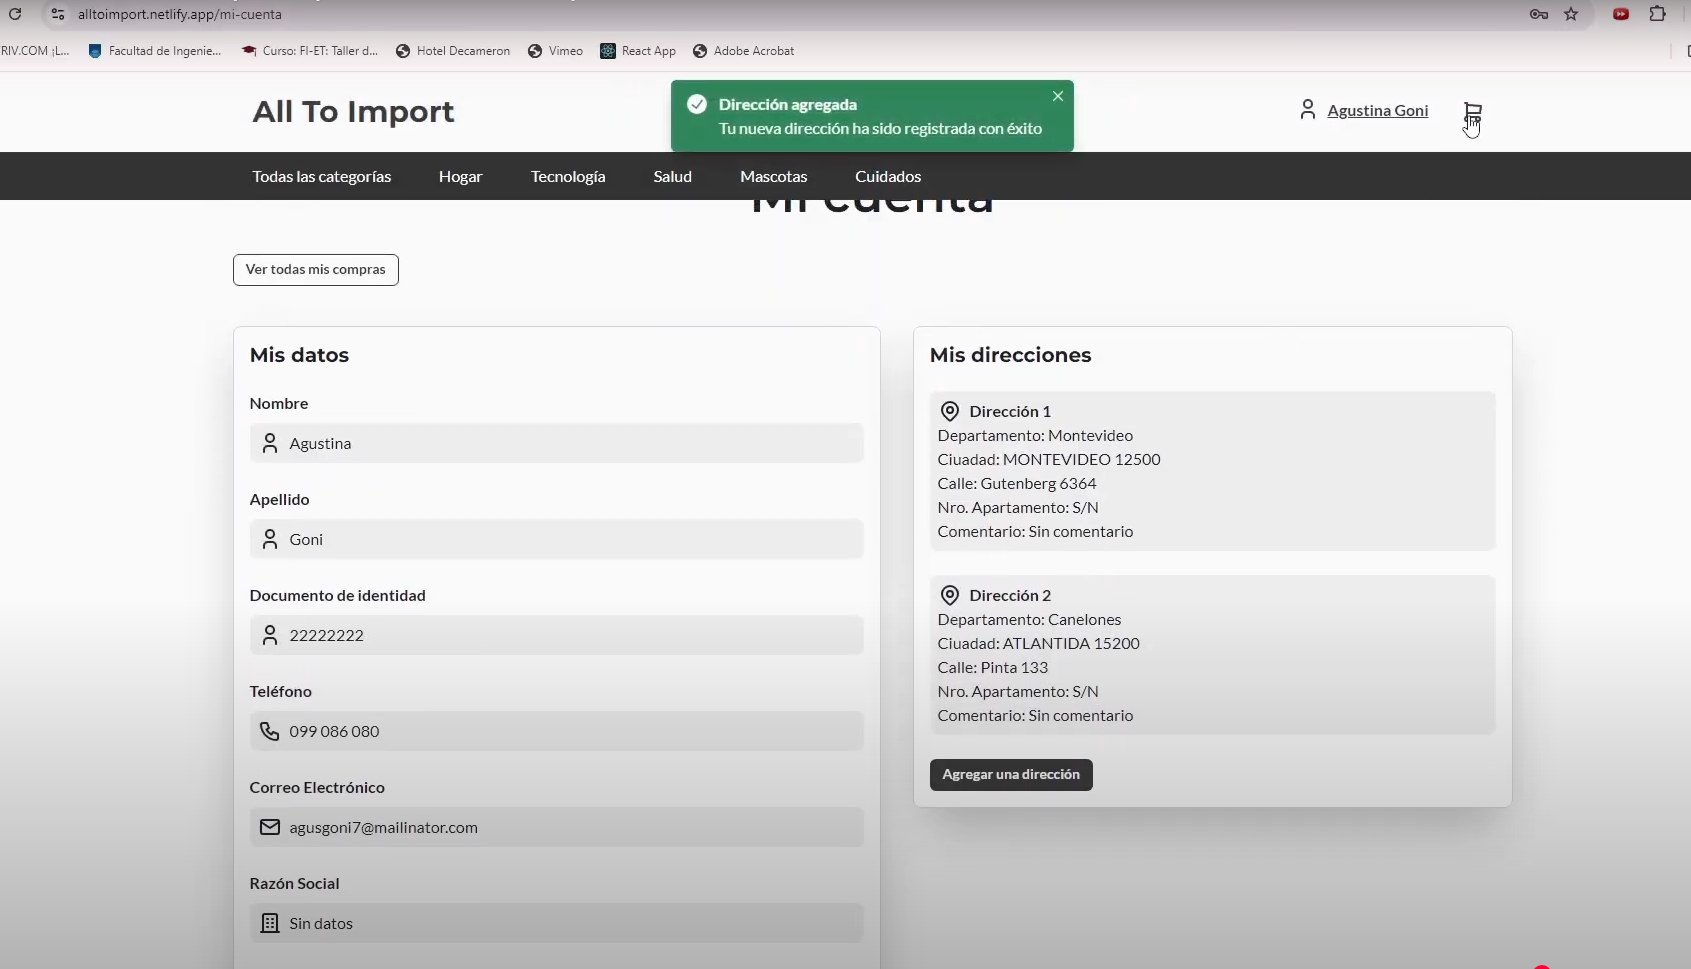 alltoimport.netlify.app/mi-cuenta
RIV.COM ¡L... Facultad de Ingenie... Curso: FI-ET: Taller d... Hotel Decameron Vimeo React App Adobe Acrobat
All To Import
Dirección agregada
Tu nueva dirección ha sido registrada con éxito
Agustina Goni
Todas las categorías Hogar Tecnología Salud Mascotas Cuidados
Mi cuenta
Ver todas mis compras
Mis datos
Nombre
Agustina
Apellido
Goni
Documento de identidad
22222222
Teléfono
099 086 080
Correo Electrónico
agusgoni7@mailinator.com
Razón Social
Sin datos
Mis direcciones
Dirección 1
Departamento: Montevideo
Ciuadad: MONTEVIDEO 12500
Calle: Gutenberg 6364
Nro. Apartamento: S/N
Comentario: Sin comentario
Dirección 2
Departamento: Canelones
Ciuadad: ATLANTIDA 15200
Calle: Pinta 133
Nro. Apartamento: S/N
Comentario: Sin comentario
Agregar una dirección